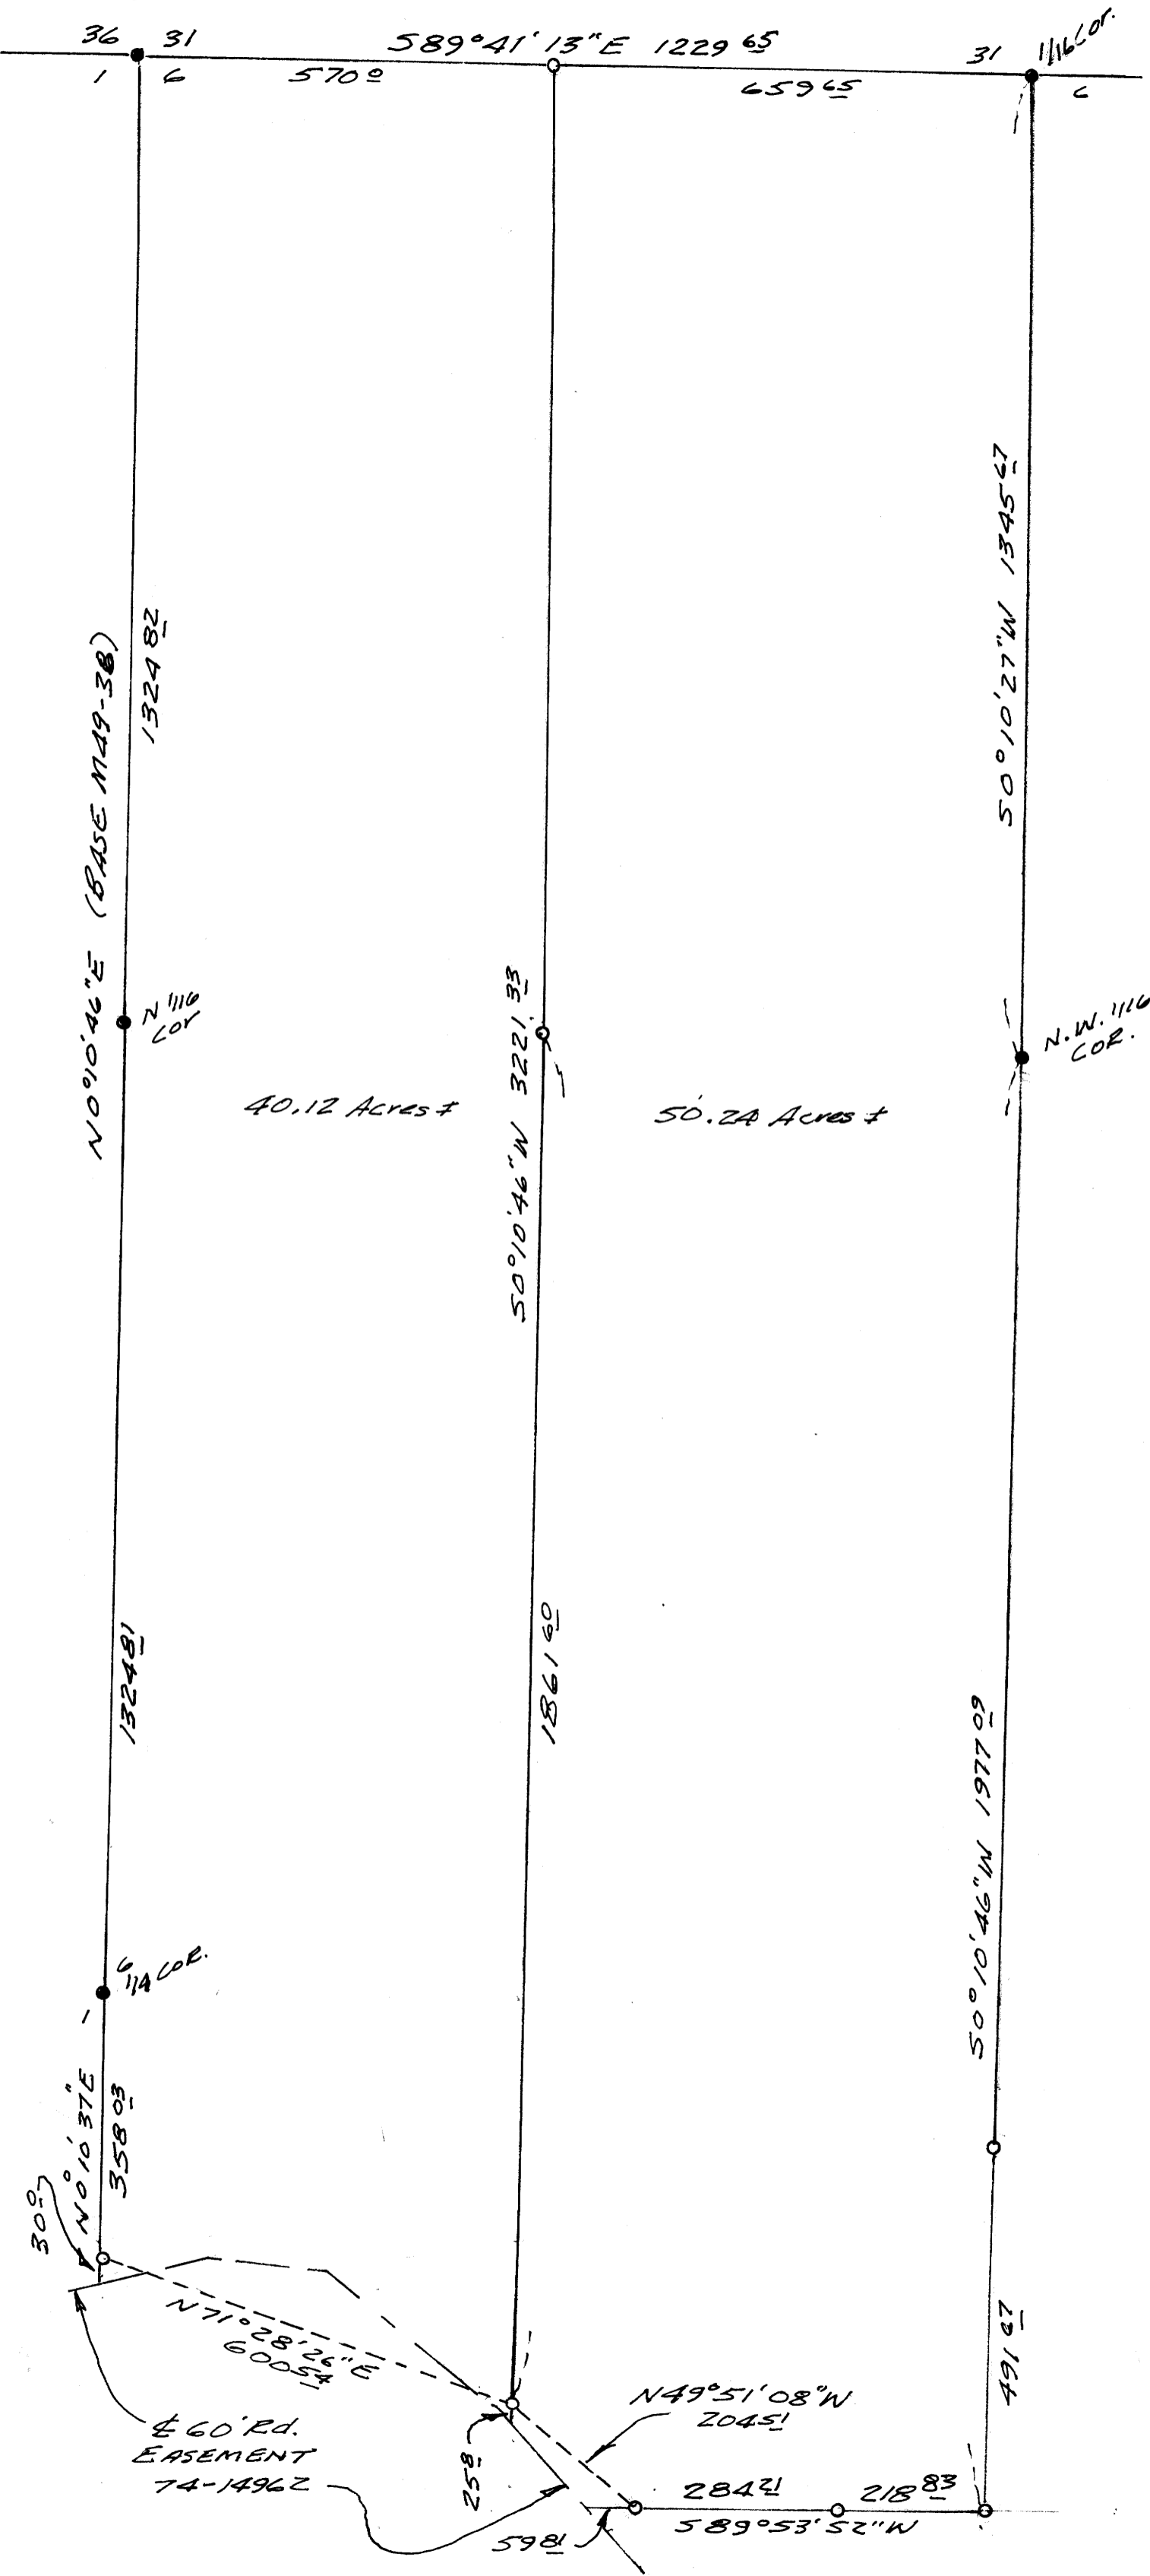 36 31
S89°41'13"E 1229 65
31 1/16 Cor.
1 6
570 0
659 65
6
S0°10'27"W 1345 67
1324 82
N0°10'46"E (BASE M49-38)
N 1/16
Cor
S0°10'46"W 3221.33
N.W. 1/16
COR.
40.12 Acres ±
50.24 Acres ±
1324 81
1861 60
S0°10'46"W 1977 09
1/4 COR.
N0°10'37"E
358 03
30 0
N71°28'26"E
600 54
491 67
N49°51'08"W
204 51
℄ 60' Rd.
EASEMENT
74-14962
25 8
284 21
218 83
S89°53'52"W
59 81